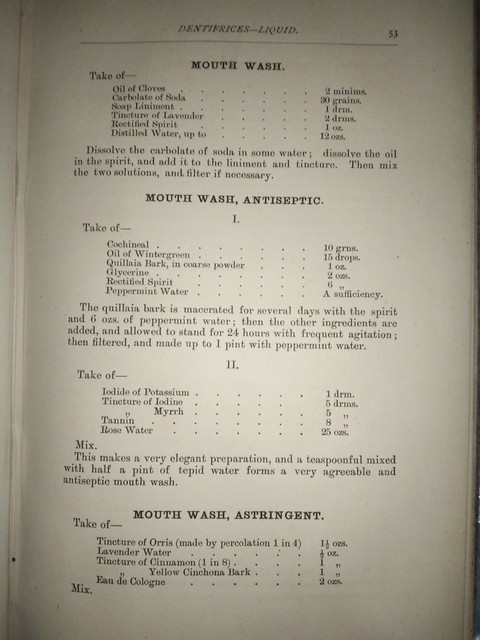 DENTIFRICES—LIQUID. 53
MOUTH WASH.
Take of—
Oil of Cloves . . . . . . 2 minims.
Carbolate of Soda . . . . . 30 grains.
Soap Liniment . . . . . . 1 drm.
Tincture of Lavender . . . . . 2 drms.
Rectified Spirit . . . . . 1 oz.
Distilled Water, up to . . . . . 12 ozs.
Dissolve the carbolate of soda in some water; dissolve the oil
in the spirit, and add it to the liniment and tincture. Then mix
the two solutions, and filter if necessary.
MOUTH WASH, ANTISEPTIC.
I.
Take of—
Cochineal . . . . . . . 10 grns.
Oil of Wintergreen . . . . . 15 drops.
Quillaia Bark, in coarse powder . . . 1 oz.
Glycerine . . . . . . . 2 ozs.
Rectified Spirit . . . . . 6 „
Peppermint Water . . . . . A sufficiency.
The quillaia bark is macerated for several days with the spirit
and 6 ozs. of peppermint water; then the other ingredients are
added, and allowed to stand for 24 hours with frequent agitation;
then filtered, and made up to 1 pint with peppermint water.
II.
Take of—
Iodide of Potassium . . . . . 1 drm.
Tincture of Iodine . . . . . 5 drms.
„ Myrrh . . . . . 5 „
Tannin . . . . . . . 8 „
Rose Water . . . . . . 25 ozs.
Mix.
This makes a very elegant preparation, and a teaspoonful mixed
with half a pint of tepid water forms a very agreeable and
antiseptic mouth wash.
MOUTH WASH, ASTRINGENT.
Take of—
Tincture of Orris (made by percolation 1 in 4) 1½ ozs.
Lavender Water . . . . . ½ oz.
Tincture of Cinnamon (1 in 8) . . . . 1 „
„ Yellow Cinchona Bark . . . 1 „
Eau de Cologne . . . . . 2 ozs.
Mix.